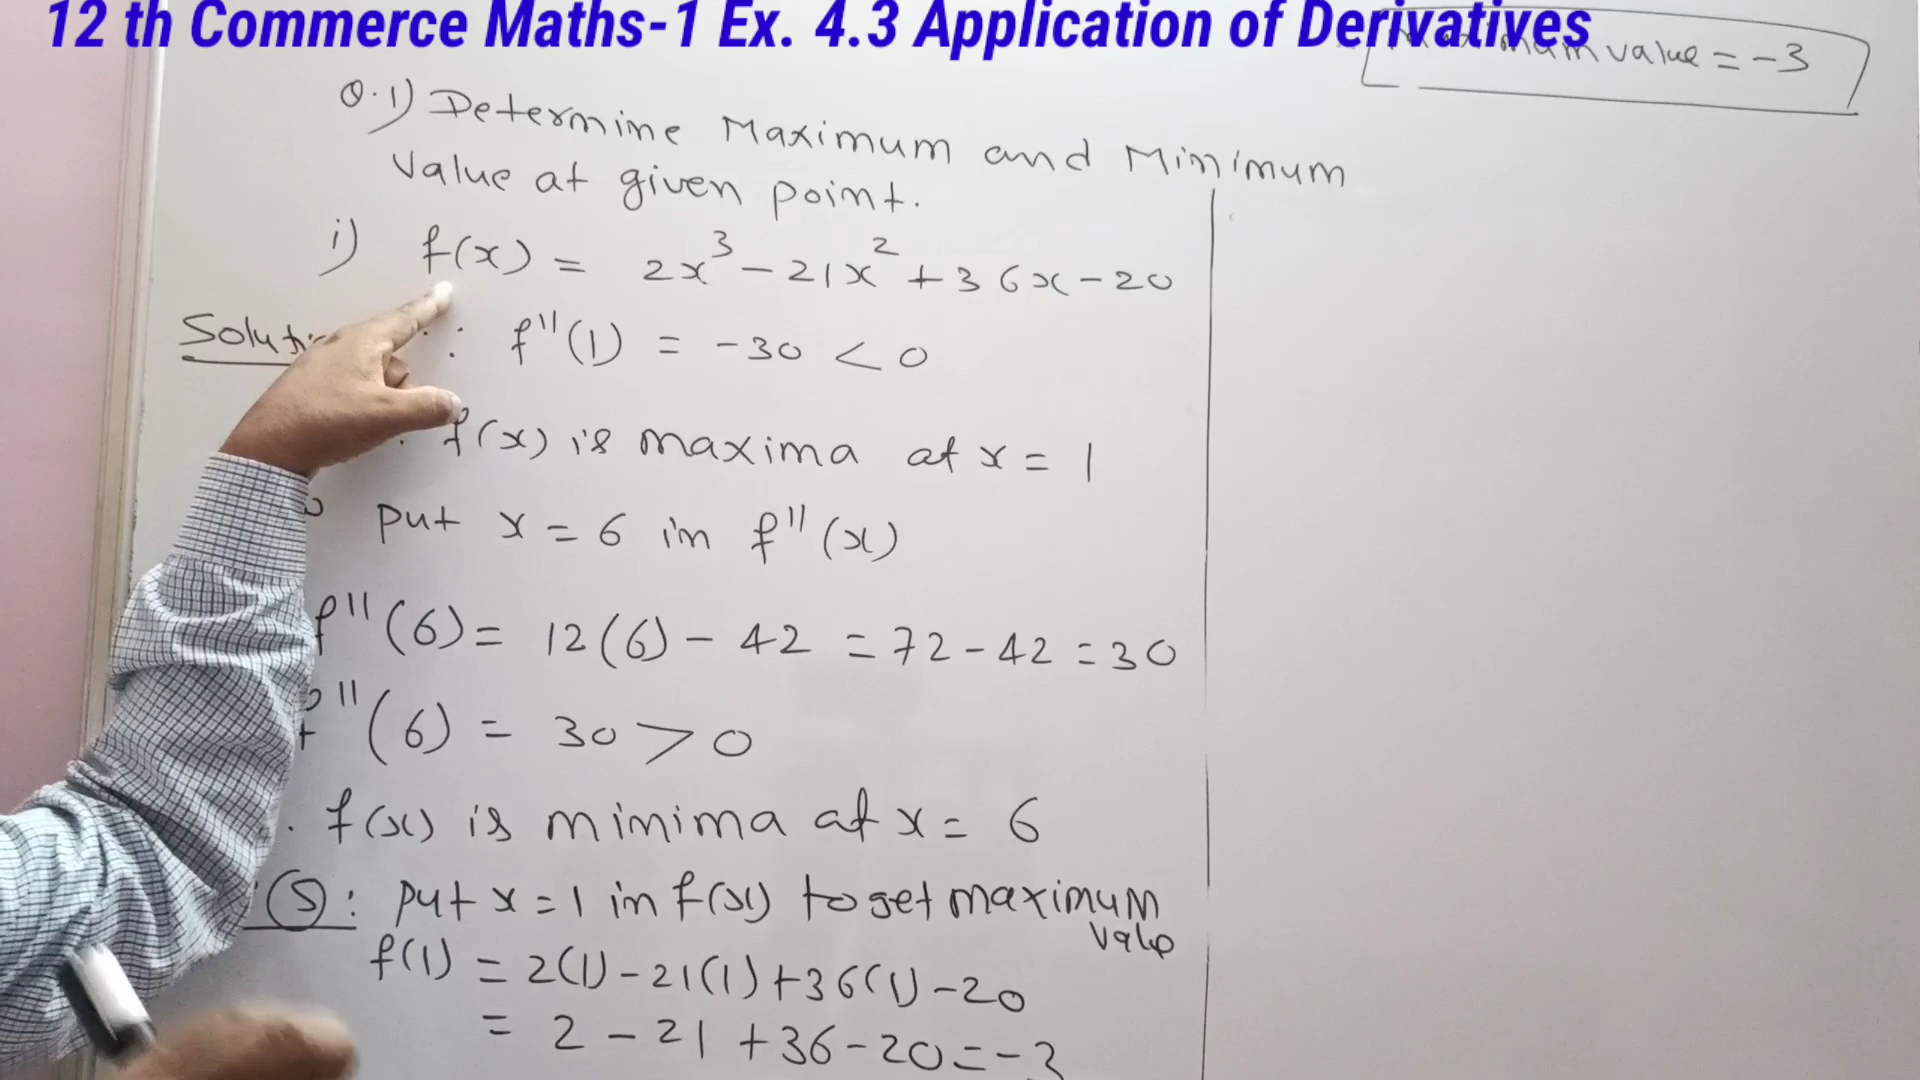 12 th Commerce Maths-1 Ex. 4.3 Application of Derivatives
mum value = -3
Q.1) Determine Maximum and Minimum
Value at given point.
i) f(x) = 2x³ - 21x² + 36x - 20
f"(1) = -30 < 0
f(x) is maxima at x = 1
put x = 6 in f"(x)
f"(6) = 12(6) - 42 = 72 - 42 = 30
f"(6) = 30 > 0
f(x) is minima at x = 6
(5): put x = 1 in f(x) to get maximum
value
f(1) = 2(1) - 21(1) + 36(1) - 20
= 2 - 21 + 36 - 20 = -3